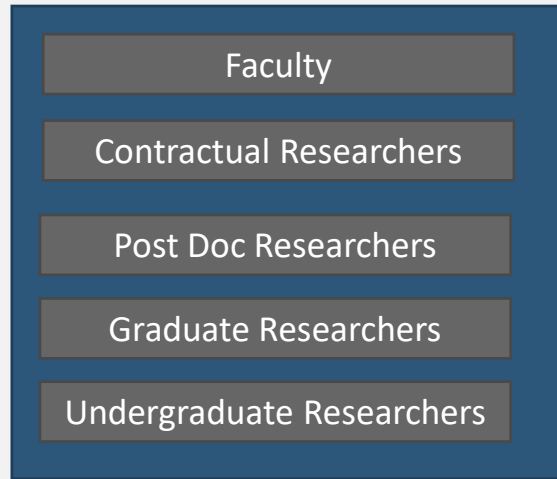 Faculty
Contractual Researchers
Post Doc Researchers
Graduate Researchers
Undergraduate Researchers